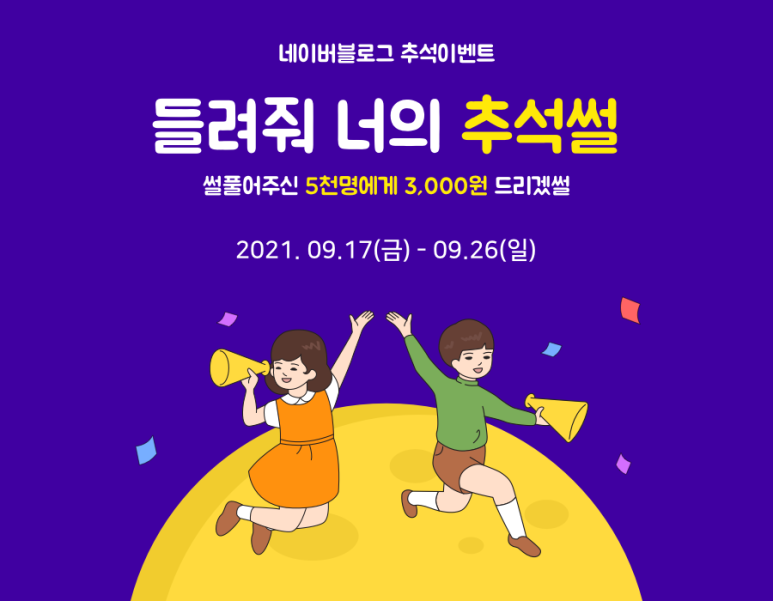 네이버블로그 추석이벤트
들려줘 너의 추석썰
썰풀어주신 5천명에게 3,000원 드리겠썰
2021. 09.17(금) - 09.26(일)